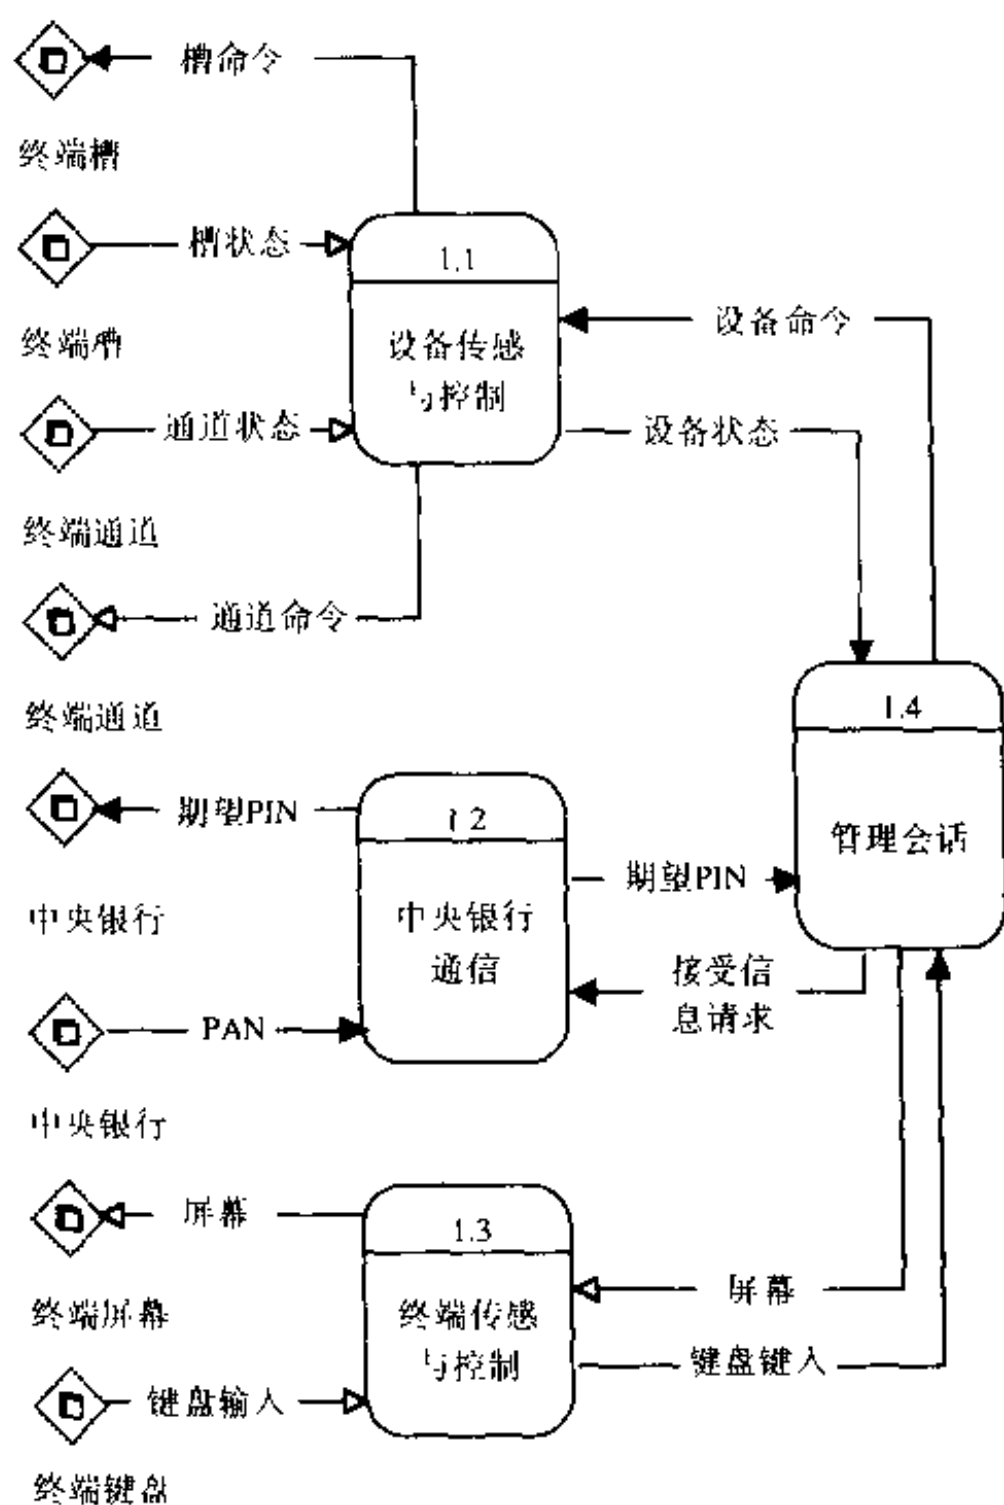 槽命令
终端槽
槽状态
终端槽
1.1
设备传感
与控制
设备命令
通道状态
设备状态
终端通道
通道命令
终端通道
1.4
管理会话
期望PIN
1.2
中央银行
通信
期望PIN
中央银行
接受信
息请求
PAN
中央银行
屏幕
1.3
终端传感
与控制
屏幕
终端屏幕
键盘键入
键盘输入
终端键盘